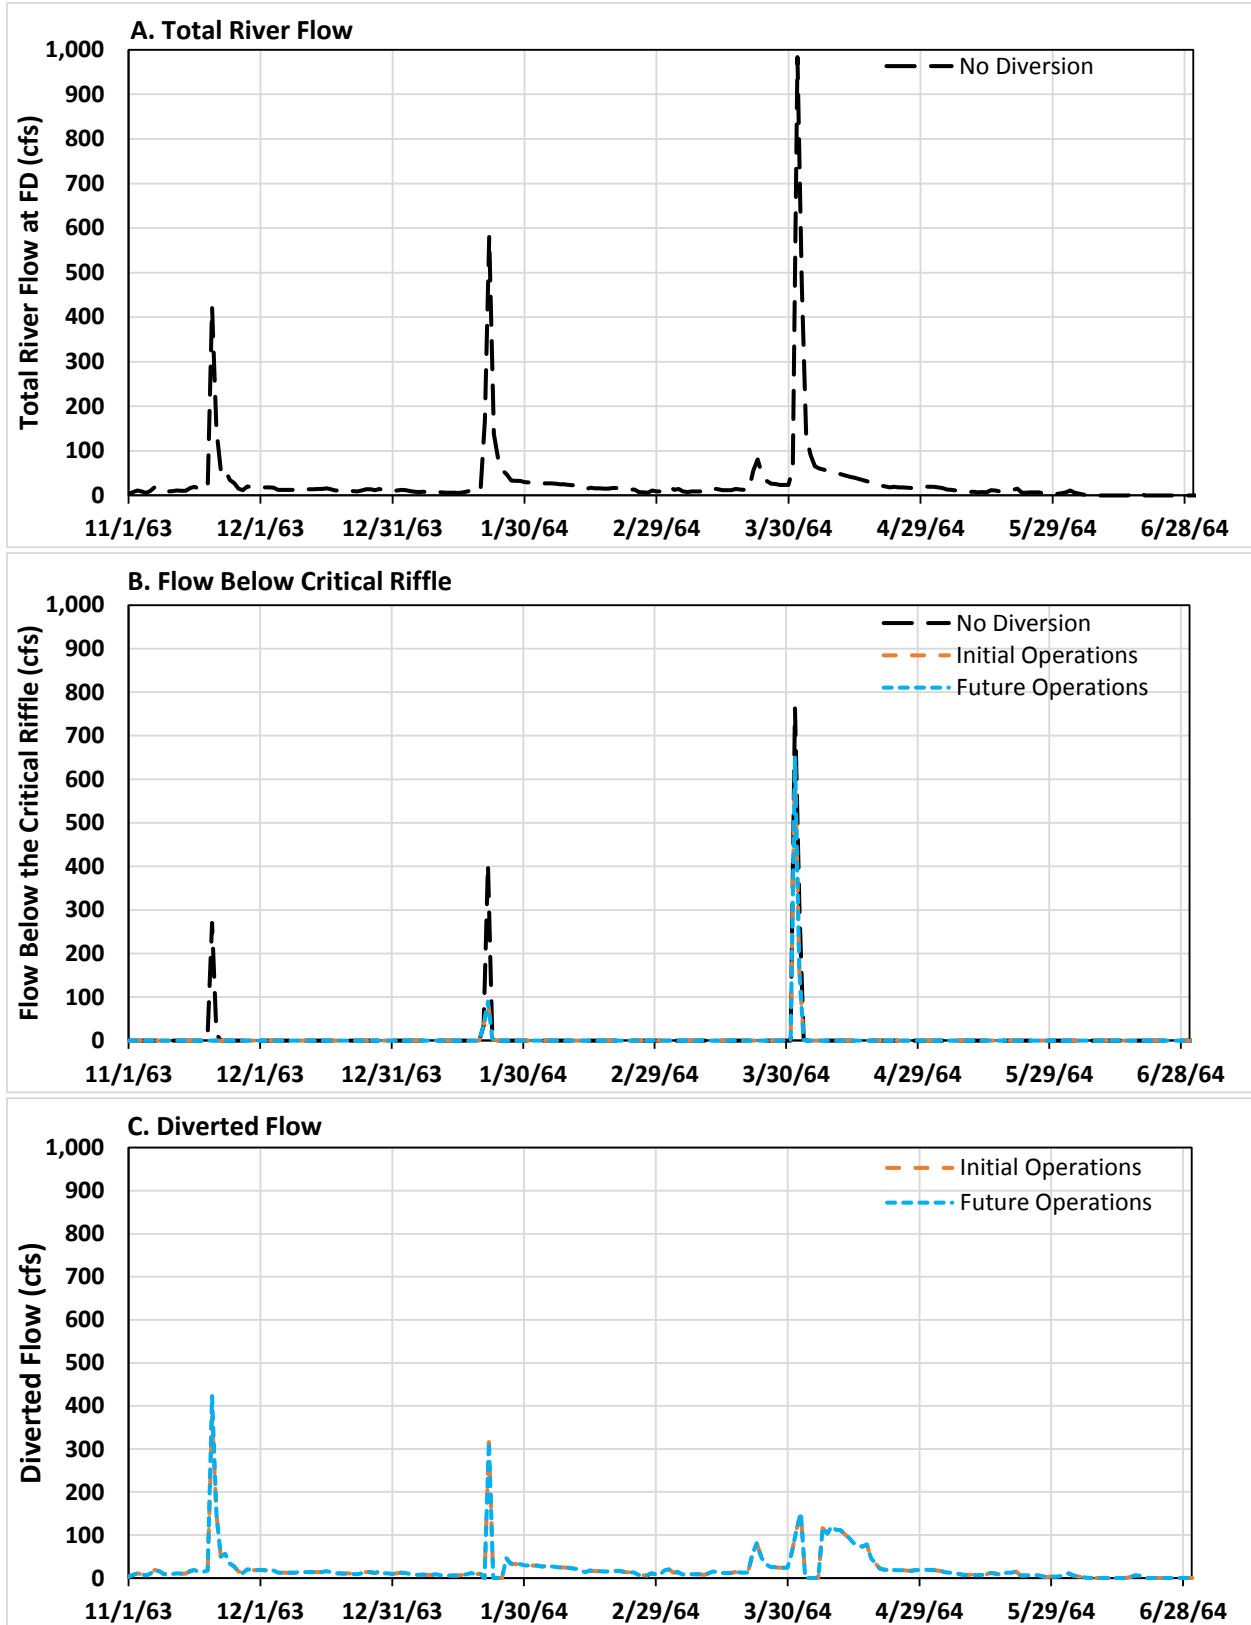 A. Total River Flow
No Diversion
Total River Flow at FD (cfs)
1,000
900
800
700
600
500
400
300
200
100
0
11/1/63 12/1/63 12/31/63 1/30/64 2/29/64 3/30/64 4/29/64 5/29/64 6/28/64
B. Flow Below Critical Riffle
No Diversion
Initial Operations
Future Operations
Flow Below the Critical Riffle (cfs)
1,000
900
800
700
600
500
400
300
200
100
0
11/1/63 12/1/63 12/31/63 1/30/64 2/29/64 3/30/64 4/29/64 5/29/64 6/28/64
C. Diverted Flow
Initial Operations
Future Operations
Diverted Flow (cfs)
1,000
900
800
700
600
500
400
300
200
100
0
11/1/63 12/1/63 12/31/63 1/30/64 2/29/64 3/30/64 4/29/64 5/29/64 6/28/64